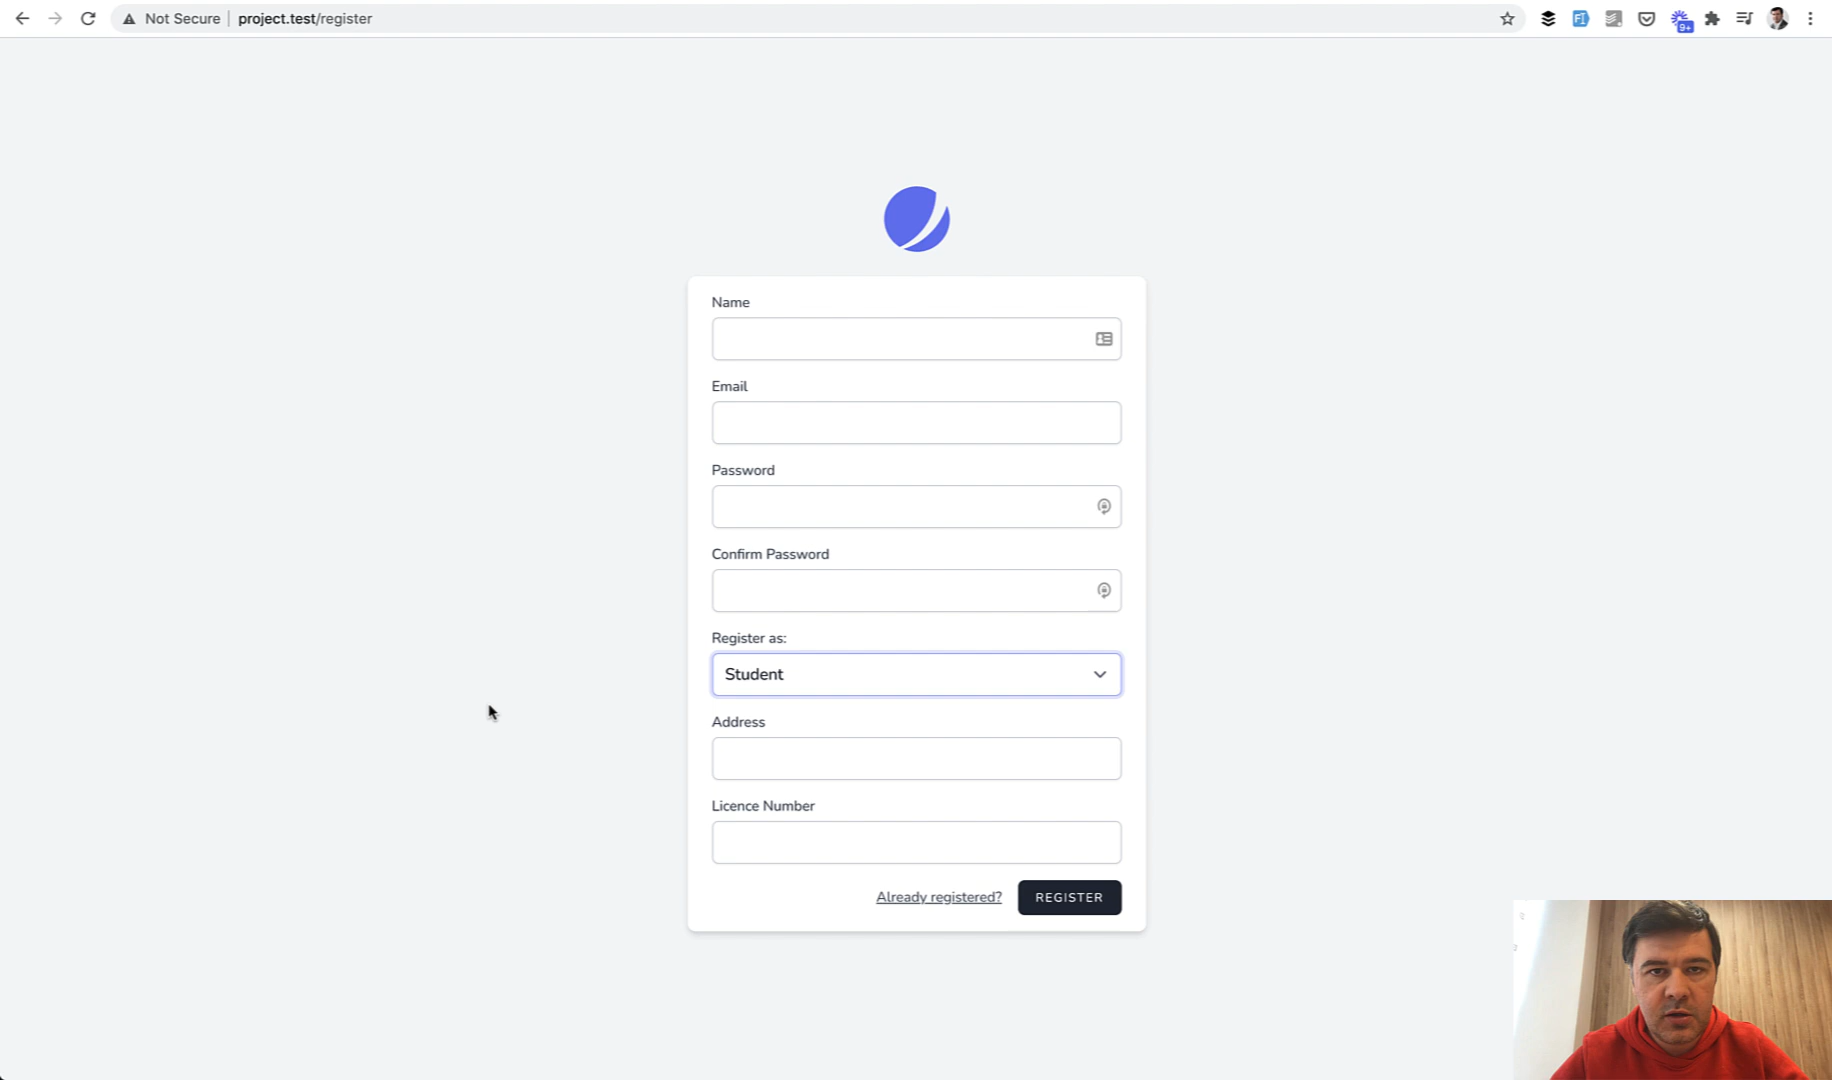 Not Secure | project.test/register
9+
Name
Email
Password
Confirm Password
Register as:
Student
Address
Licence Number
Already registered? REGISTER